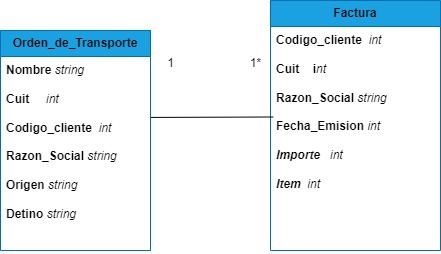 Orden_de_Transporte
Nombre string
Cuit int
Codigo_cliente int
Razon_Social string
Origen string
Detino string
1 1*
Factura
Codigo_cliente int
Cuit int
Razon_Social string
Fecha_Emision int
Importe int
Item int